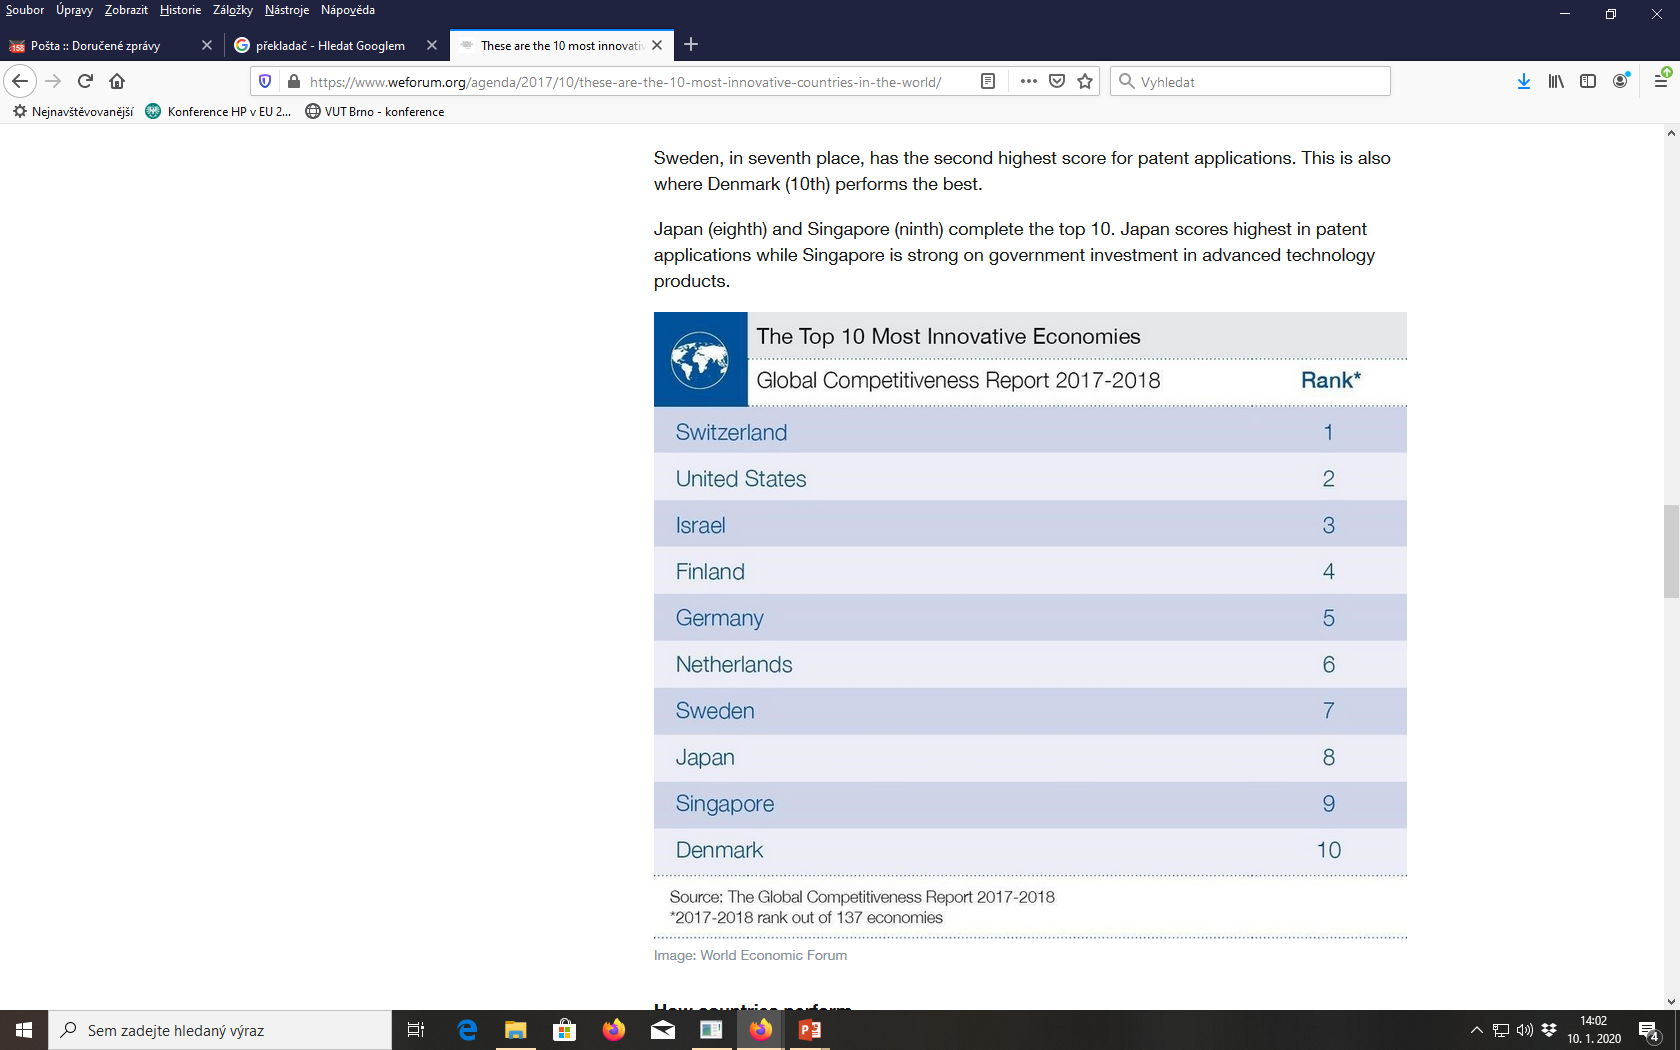 Soubor Úpravy Zobrazit Historie Záložky Nástroje Nápověda
158 Pošta :: Doručené zprávy
překladač - Hledat Googlem
These are the 10 most innovativ
https://www.weforum.org/agenda/2017/10/these-are-the-10-most-innovative-countries-in-the-world/
Vyhledat
Nejnavštěvovanější Konference HP v EU 2... VUT Brno - konference
Sweden, in seventh place, has the second highest score for patent applications. This is also
where Denmark (10th) performs the best.
Japan (eighth) and Singapore (ninth) complete the top 10. Japan scores highest in patent
applications while Singapore is strong on government investment in advanced technology
products.
The Top 10 Most Innovative Economies
Global Competitiveness Report 2017-2018 Rank*
Switzerland 1
United States 2
Israel 3
Finland 4
Germany 5
Netherlands 6
Sweden 7
Japan 8
Singapore 9
Denmark 10
Source: The Global Competitiveness Report 2017-2018
*2017-2018 rank out of 137 economies
Image: World Economic Forum
How countries perform
Sem zadejte hledaný výraz
14:02
10. 1. 2020
4